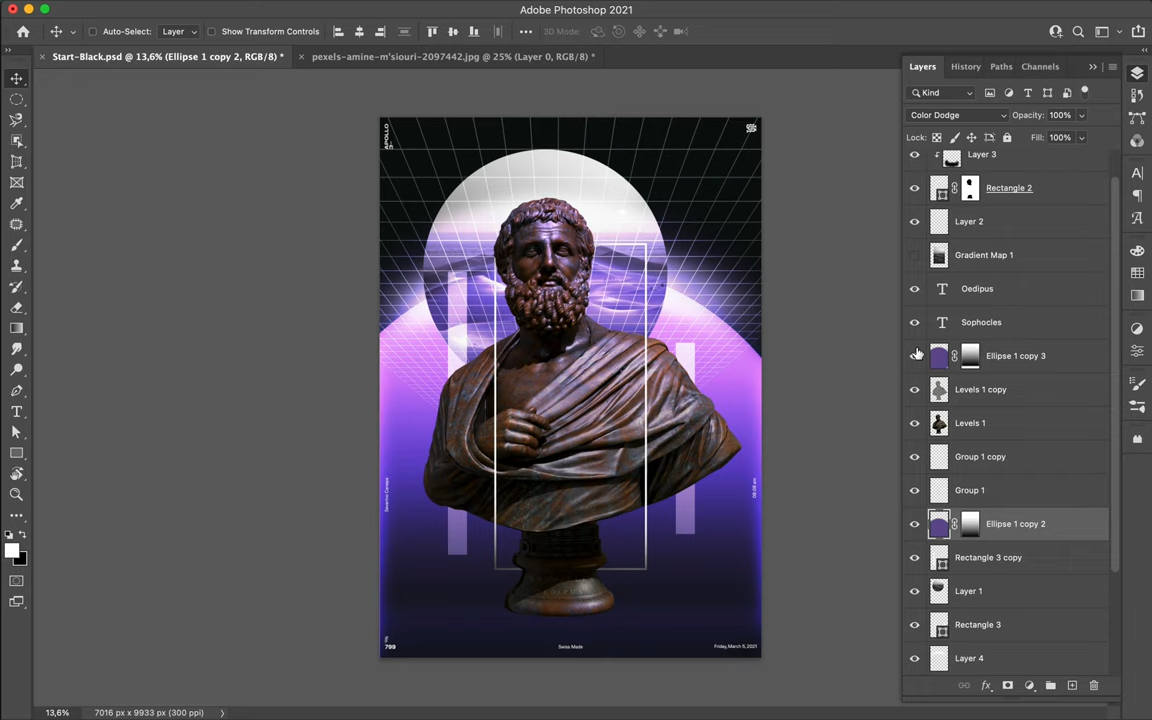 Adobe Photoshop 2021
Auto-Select: Layer Show Transform Controls 3D Mode:
Start-Black.psd @ 13,6% (Ellipse 1 copy 2, RGB/8) * pexels-amine-m'siouri-2097442.jpg @ 25% (Layer 0, RGB/8) *
Layers History Paths Channels
Kind
Color Dodge Opacity: 100%
Lock: Fill: 100%
Layer 3
Rectangle 2
Layer 2
Gradient Map 1
Oedipus
Sophocles
Ellipse 1 copy 3
Levels 1 copy
Levels 1
Group 1 copy
Group 1
Ellipse 1 copy 2
Rectangle 3 copy
Layer 1
Rectangle 3
Layer 4
APOLLO
799
Swiss Made
Friday, March 5, 2021
13,6% 7016 px x 9933 px (300 ppi)